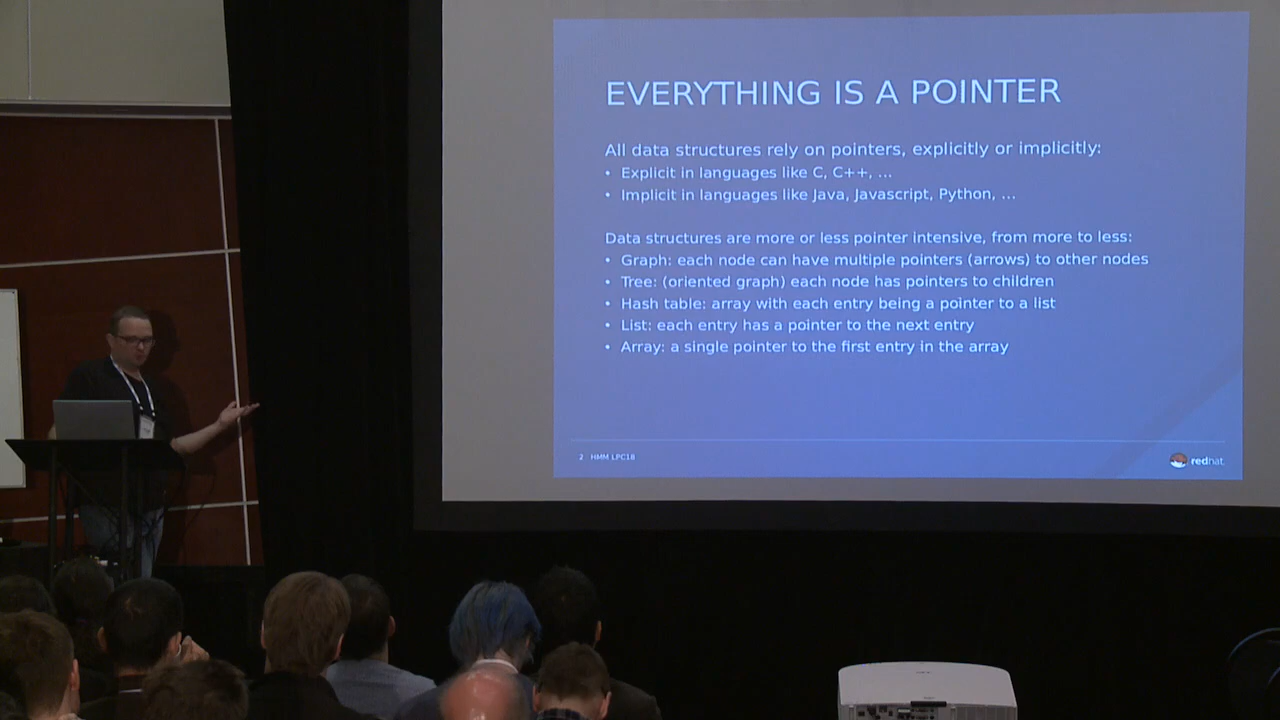 EVERYTHING IS A POINTER
All data structures rely on pointers, explicitly or implicitly:
• Explicit in languages like C, C++, ...
• Implicit in languages like Java, Javascript, Python, ...
Data structures are more or less pointer intensive, from more to less:
• Graph: each node can have multiple pointers (arrows) to other nodes
• Tree: (oriented graph) each node has pointers to children
• Hash table: array with each entry being a pointer to a list
• List: each entry has a pointer to the next entry
• Array: a single pointer to the first entry in the array
2 HMM LPC18
redhat.